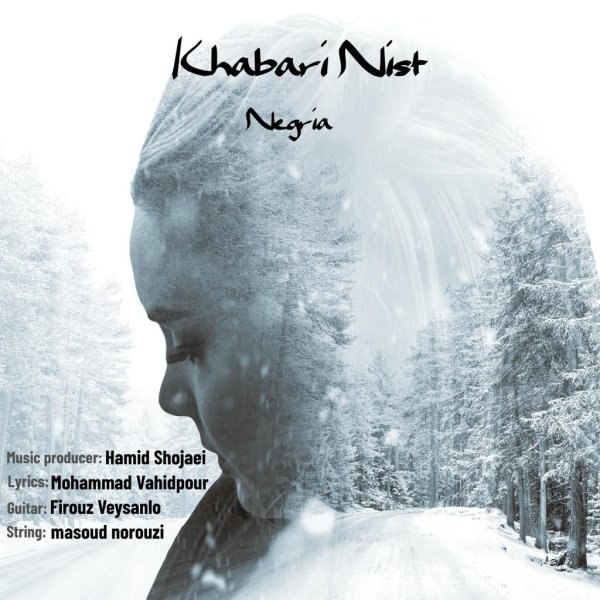 Khabari Nist
Negria
Music producer: Hamid Shojaei
Lyrics: Mohammad Vahidpour
Guitar: Firouz Veysanlo
String: masoud norouzi